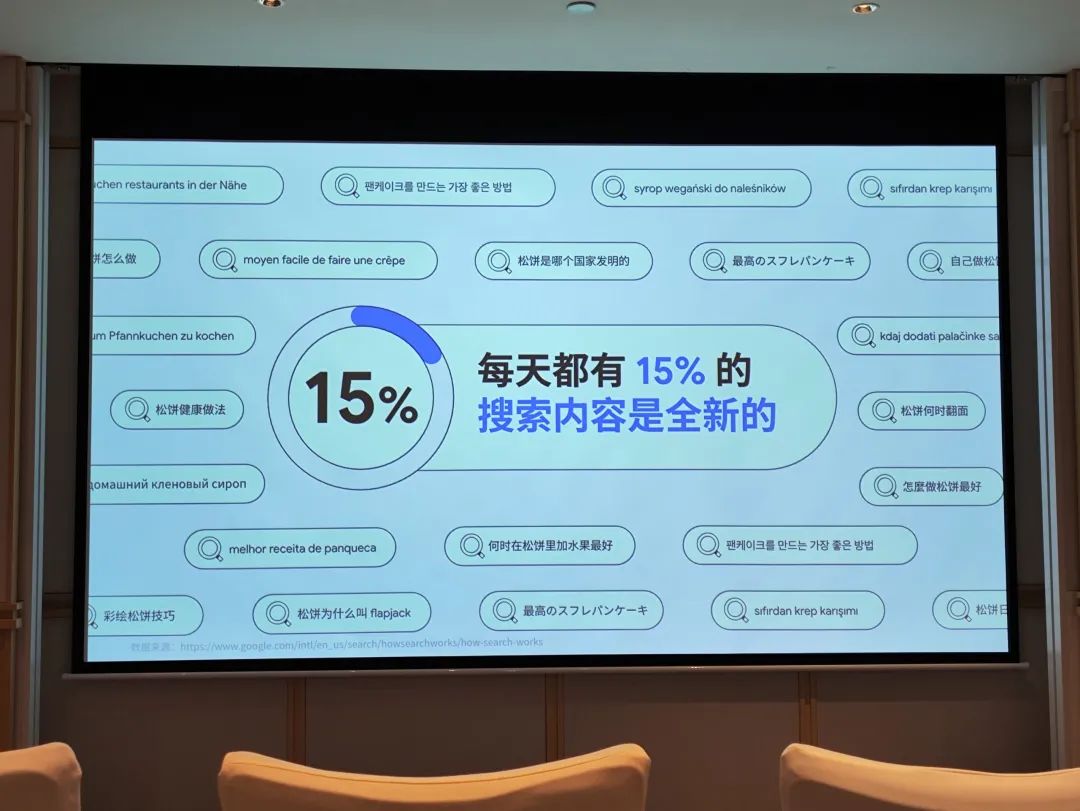 uchen restaurants in der Nähe
팬케이크를 만드는 가장 좋은 방법
syrop wegański do naleśników
sıfırdan krep karışımı
饼怎么做
moyen facile de faire une crêpe
松饼是哪个国家发明的
最高のスフレパンケーキ
自己做松
um Pfannkuchen zu kochen
kdaj dodati palačinke sa
15%
每天都有 15% 的
搜索内容是全新的
松饼健康做法
松饼何时翻面
домашний кленовый сироп
怎麼做松饼最好
melhor receita de panqueca
何时在松饼里加水果最好
팬케이크를 만드는 가장 좋은 방법
彩绘松饼技巧
松饼为什么叫 flapjack
最高のスフレパンケーキ
sıfırdan krep karışımı
松饼日
数据来源：https://www.google.com/intl/en_us/search/howsearchworks/how-search-works